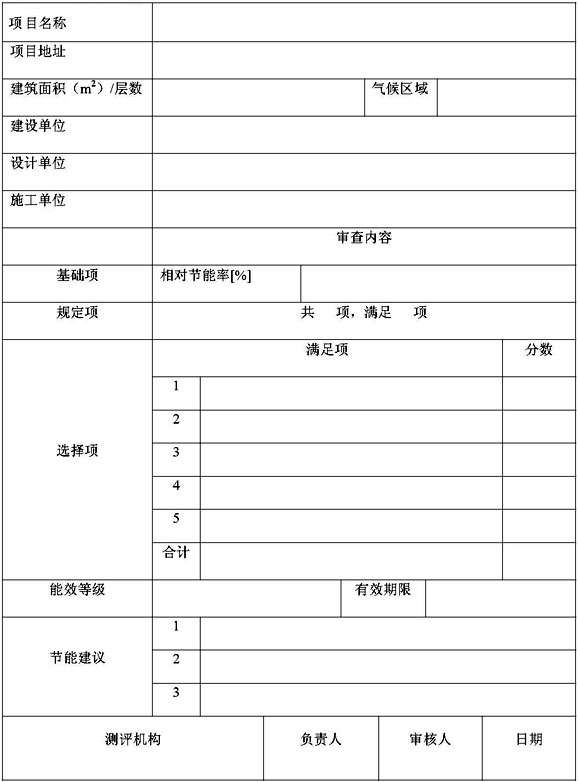 项目名称
项目地址
建筑面积（m²）/层数 气候区域
建设单位
设计单位
施工单位
审查内容
基础项 相对节能率[%]
规定项 共 项，满足 项
满足项 分数
1
2
3
选择项
4
5
合计
能效等级 有效期限
1
节能建议 2
3
测评机构 负责人 审核人 日期